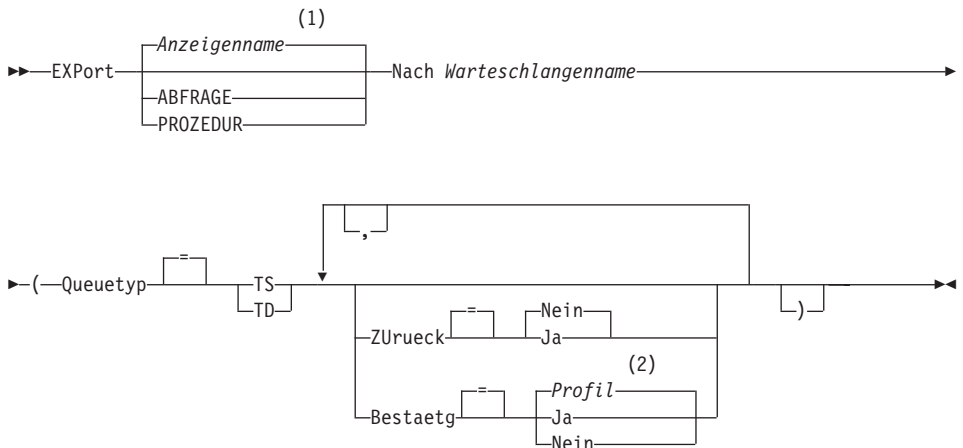 (1)
Anzeigenname
EXPort
Nach Warteschlangenname
ABFRAGE
PROZEDUR
,
(
Queuetyp
=
TS
TD
)
ZUrueck
=
Nein
Ja
(2)
Bestaetg
=
Profil
Ja
Nein